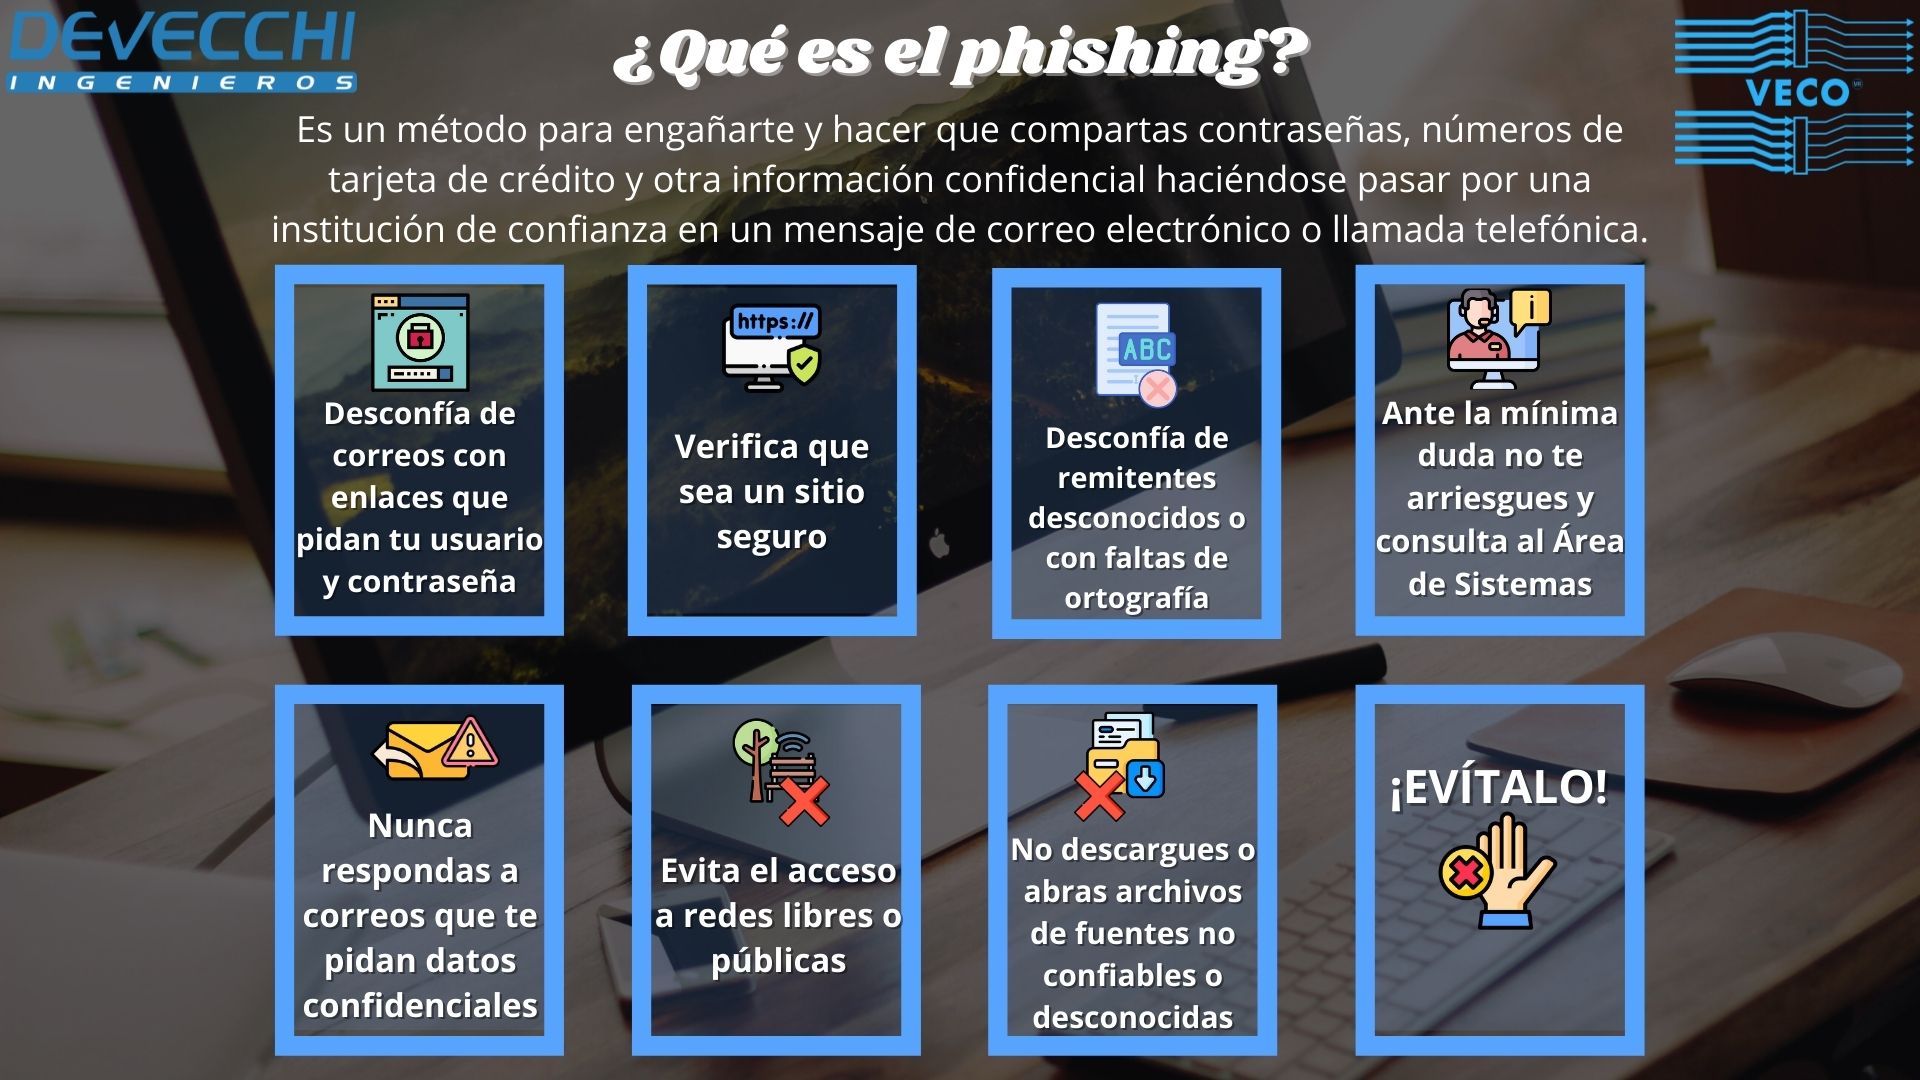 DEVECCHI
INGENIEROS
¿Qué es el phishing?
VECO
Es un método para engañarte y hacer que compartas contraseñas, números de
tarjeta de crédito y otra información confidencial haciéndose pasar por una
institución de confianza en un mensaje de correo electrónico o llamada telefónica.
Desconfía de
correos con
enlaces que
pidan tu usuario
y contraseña
https://
Verifica que
sea un sitio
seguro
ABC
Desconfía de
remitentes
desconocidos o
con faltas de
ortografía
i
Ante la mínima
duda no te
arriesgues y
consulta al Área
de Sistemas
Nunca
respondas a
correos que te
pidan datos
confidenciales
Evita el acceso
a redes libres o
públicas
No descargues o
abras archivos
de fuentes no
confiables o
desconocidas
¡EVÍTALO!